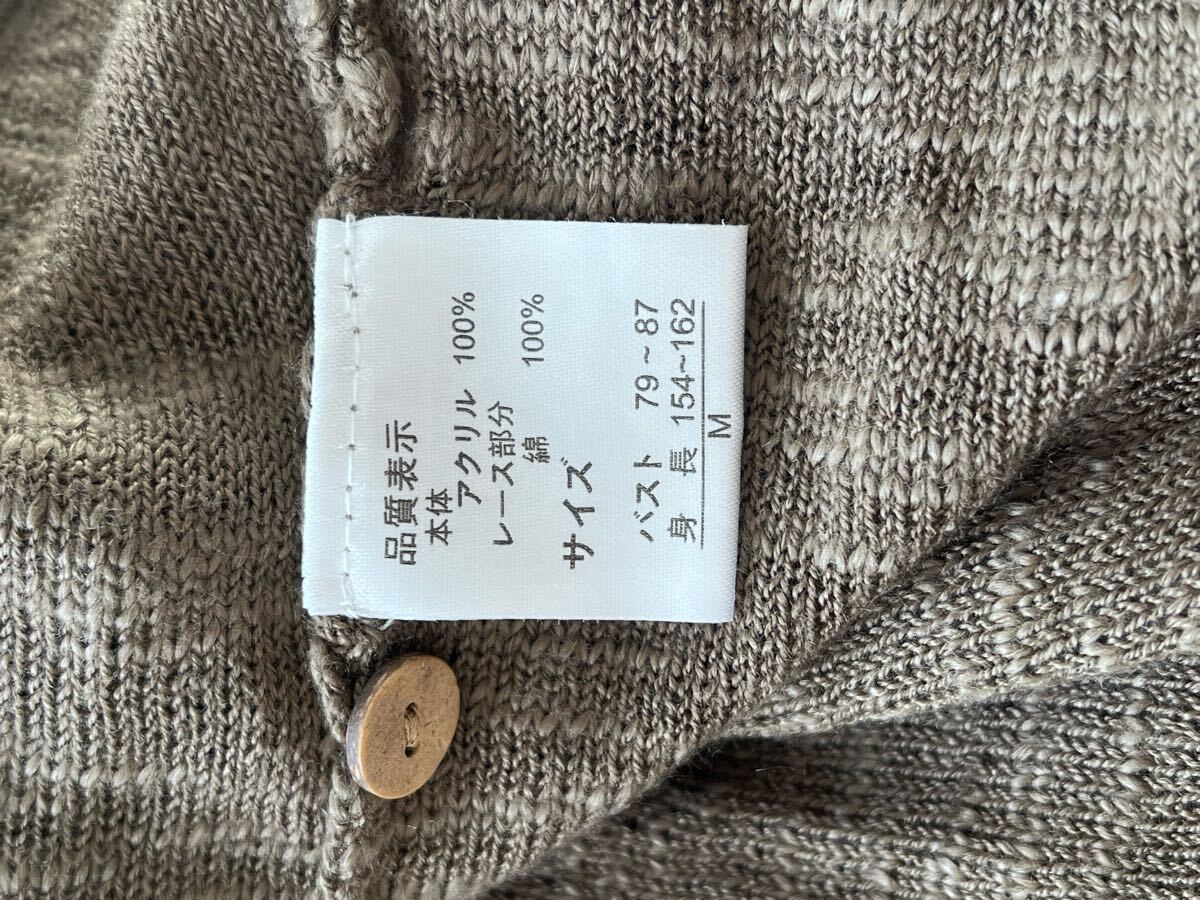 品質表示
本体
アクリル 100%
レース部分
綿 100%
サイズ
バスト 79~87
身長 154~162
M